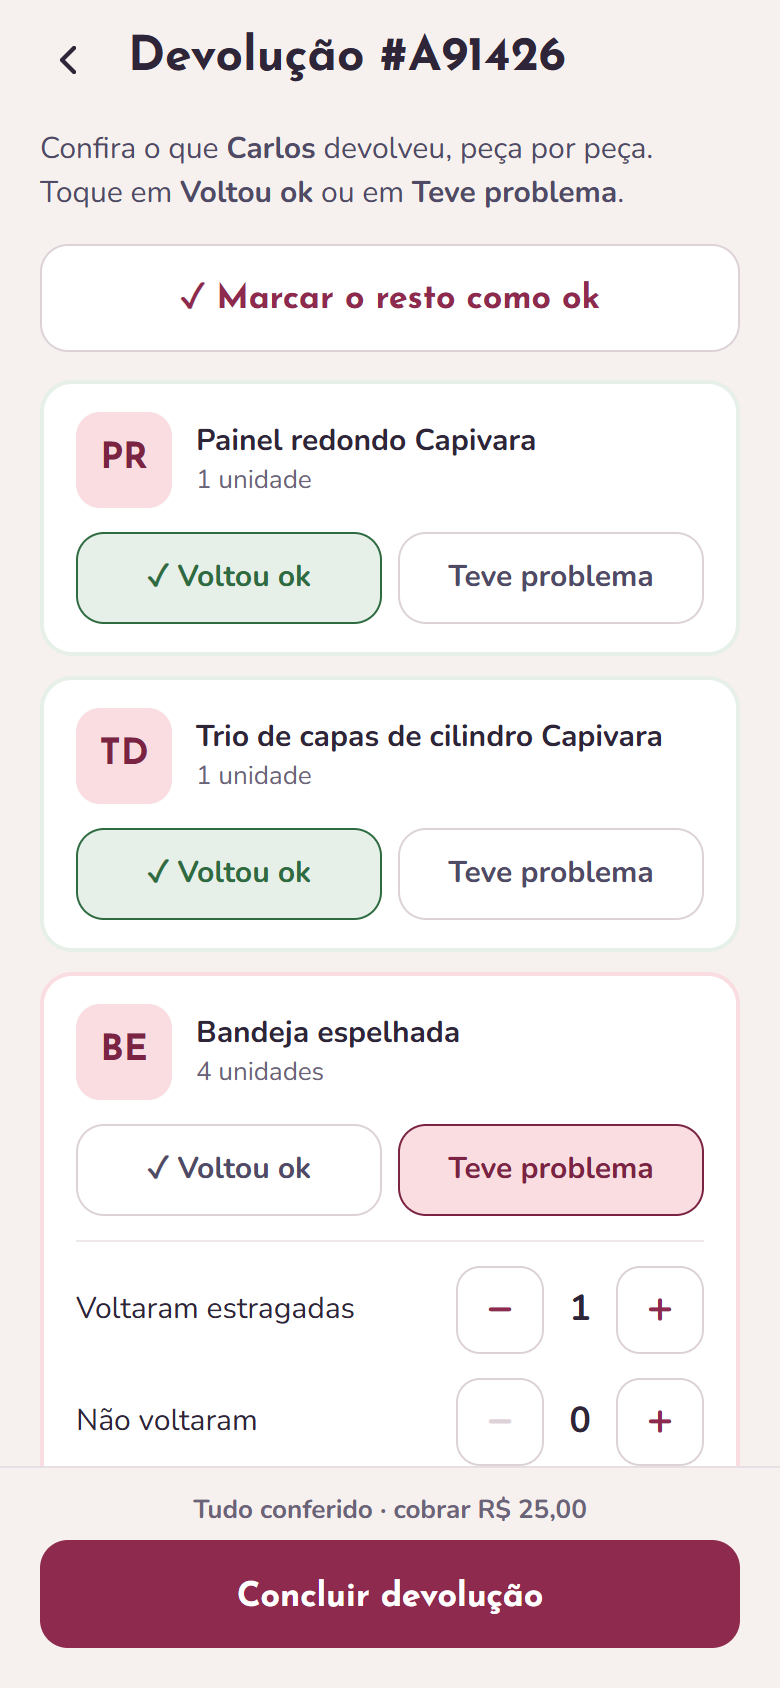 Devolução #A91426
Confira o que Carlos devolveu, peça por peça.
Toque em Voltou ok ou em Teve problema.
✓ Marcar o resto como ok
PR
Painel redondo Capivara
1 unidade
✓ Voltou ok
Teve problema
TD
Trio de capas de cilindro Capivara
1 unidade
✓ Voltou ok
Teve problema
BE
Bandeja espelhada
4 unidades
✓ Voltou ok
Teve problema
Voltaram estragadas
− 1 +
Não voltaram
− 0 +
Tudo conferido · cobrar R$ 25,00
Concluir devolução